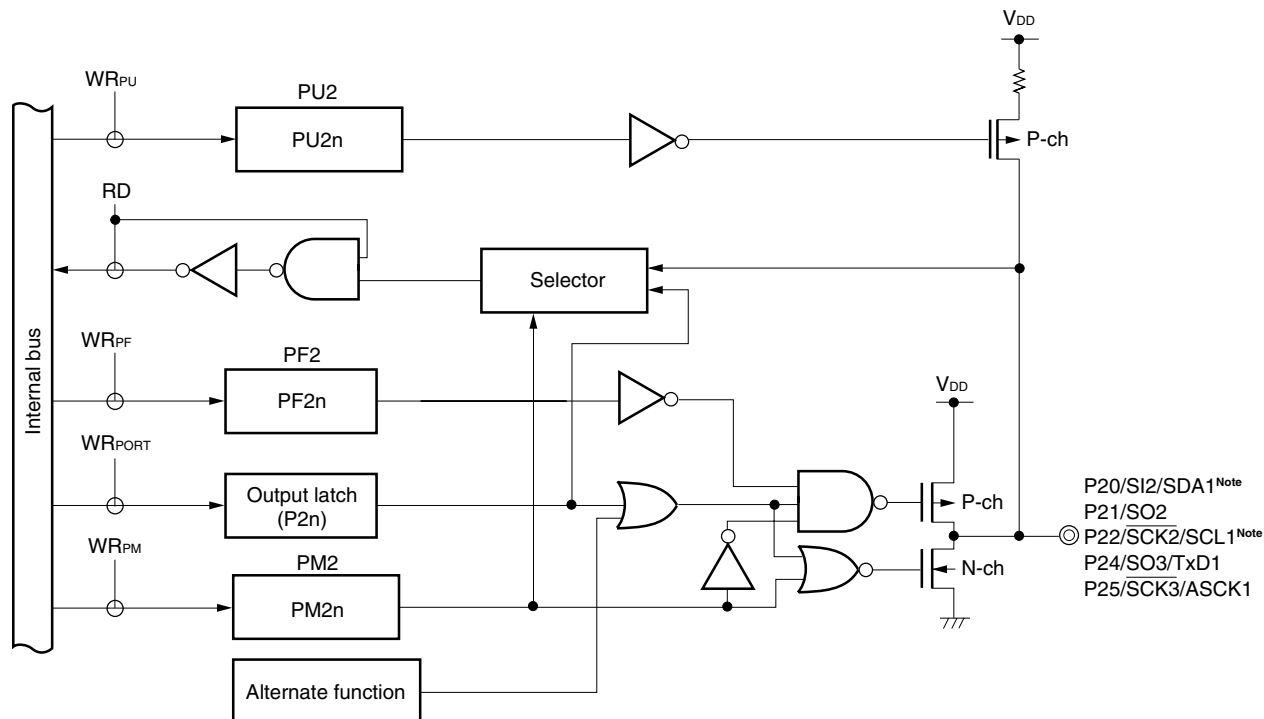 VDD
WRPU
PU2
PU2n
P-ch
RD
Selector
Internal bus
WRPF
PF2
PF2n
VDD
WRPORT
Output latch
(P2n)
P-ch
P20/SI2/SDA1Note
P21/SO2
P22/SCK2/SCL1Note
P24/SO3/TxD1
P25/SCK3/ASCK1
WRPM
PM2
PM2n
N-ch
Alternate function